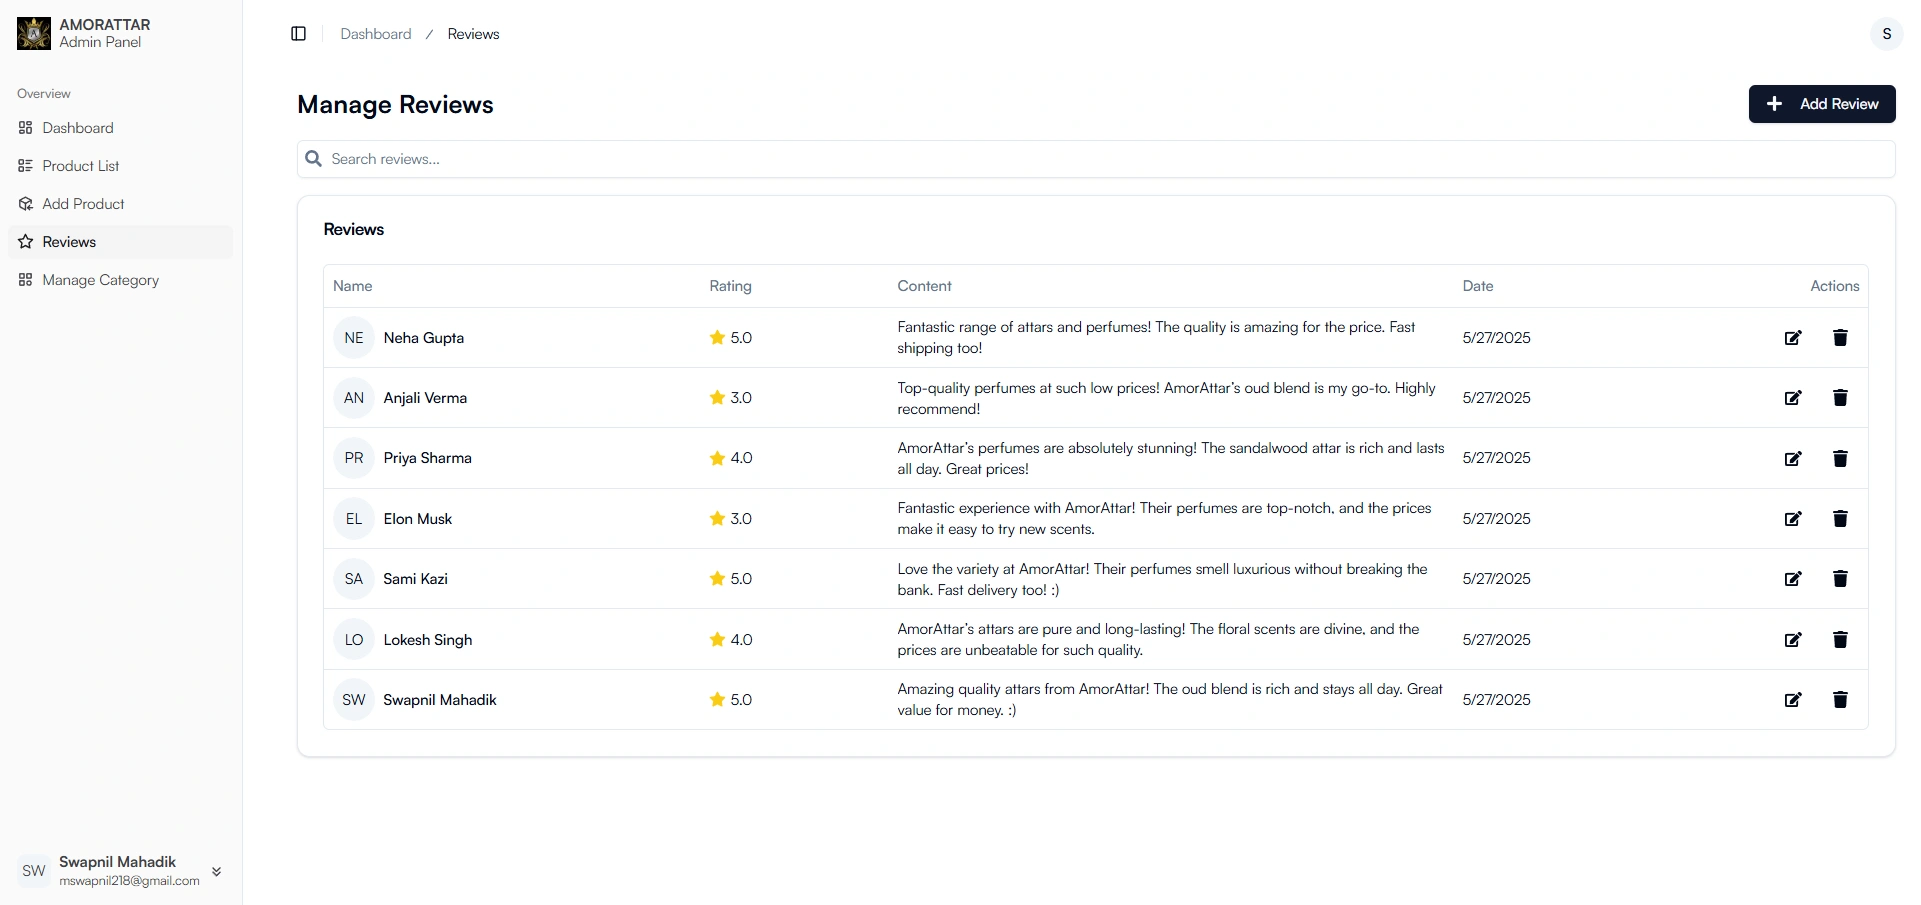 AMORATTAR
Admin Panel
Dashboard / Reviews
S
Overview
Dashboard
Product List
Add Product
Reviews
Manage Category
Manage Reviews
Add Review
Search reviews...
Reviews
Name Rating Content Date Actions
NE Neha Gupta 5.0 Fantastic range of attars and perfumes! The quality is amazing for the price. Fast
shipping too! 5/27/2025
AN Anjali Verma 3.0 Top-quality perfumes at such low prices! AmorAttar's oud blend is my go-to. Highly
recommend! 5/27/2025
PR Priya Sharma 4.0 AmorAttar's perfumes are absolutely stunning! The sandalwood attar is rich and lasts
all day. Great prices! 5/27/2025
EL Elon Musk 3.0 Fantastic experience with AmorAttar! Their perfumes are top-notch, and the prices
make it easy to try new scents. 5/27/2025
SA Sami Kazi 5.0 Love the variety at AmorAttar! Their perfumes smell luxurious without breaking the
bank. Fast delivery too! :) 5/27/2025
LO Lokesh Singh 4.0 AmorAttar's attars are pure and long-lasting! The floral scents are divine, and the
prices are unbeatable for such quality. 5/27/2025
SW Swapnil Mahadik 5.0 Amazing quality attars from AmorAttar! The oud blend is rich and stays all day. Great
value for money. :) 5/27/2025
SW Swapnil Mahadik
mswapnil218@gmail.com